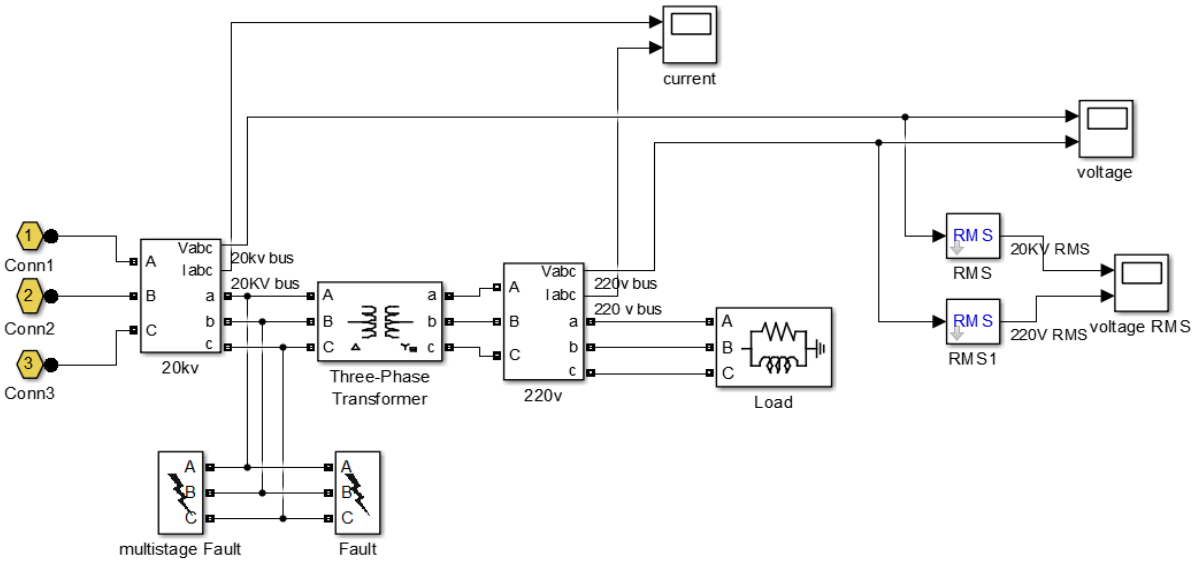 current
voltage
1
Conn1
2
Conn2
3
Conn3
A
B
C
Vabc
Iabc
a
b
c
20kv
20kv bus
20KV bus
A
B
C
a
b
c
Three-Phase
Transformer
A
B
C
Vabc
Iabc
a
b
c
220v
220v bus
220 v bus
A
B
C
Load
RMS
RMS
20KV RMS
RMS
RMS1
220V RMS
voltage RMS
A
B
C
multistage Fault
A
B
C
Fault